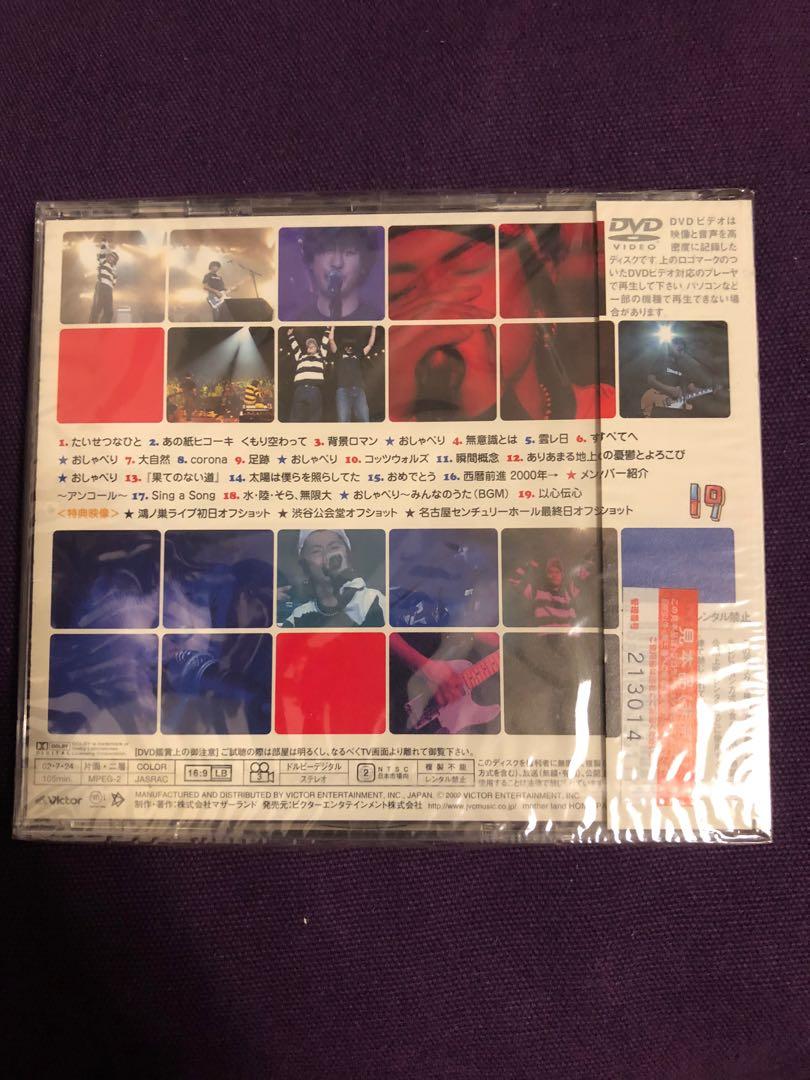 DVD
VIDEO
DVDビデオは
映像と音声を高
密度に記録した
ディスクです。上のロゴマークのつ
いたDVDビデオ対応のプレーヤ
で再生して下さい。パソコンなど
一部の機種で再生できない場
合があります。
1. たいせつなひと 2. あの紙ヒコーキ くもり空わって 3. 背景ロマン ★おしゃべり 4. 無意識とは 5. 雲レ日 6. すべてへ
★おしゃべり 7. 大自然 8. corona 9. 足跡 ★おしゃべり 10. コッツウォルズ 11. 瞬間概念 12. ありあまる地上の憂鬱とよろこび
★おしゃべり 13. 『果てのない道』 14. 太陽は僕らを照らしてた 15. おめでとう 16. 西暦前進 2000年→ ★メンバー紹介
〜アンコール〜 17. Sing a Song 18. 水・陸・そら、無限大 ★おしゃべり〜みんなのうた(BGM) 19. 以心伝心
<特典映像> ★鴻ノ巣ライブ初日オフショット ★渋谷公会堂オフショット ★名古屋センチュリーホール最終日オフショット
19
レンタル禁止
見本
213014
DOLBY
DIGITAL
[DVD鑑賞上の御注意] ご試聴の際は部屋は明るくし、なるべくTV画面より離れて御覧下さい。
02・7・24 片面・二層 COLOR 16:9 LB 3 ドルビーデジタル 2 NTSC 複製不能
105min. MPEG-2 JASRAC ステレオ 日本市場向 レンタル禁止
Victor MANUFACTURED AND DISTRIBUTED BY VICTOR ENTERTAINMENT, INC., JAPAN. © 2002 VICTOR ENTERTAINMENT, INC.
制作・著作:株式会社マザーランド 発売元:ビクターエンタテインメント株式会社 http://www.jvcmusic.co.jp/